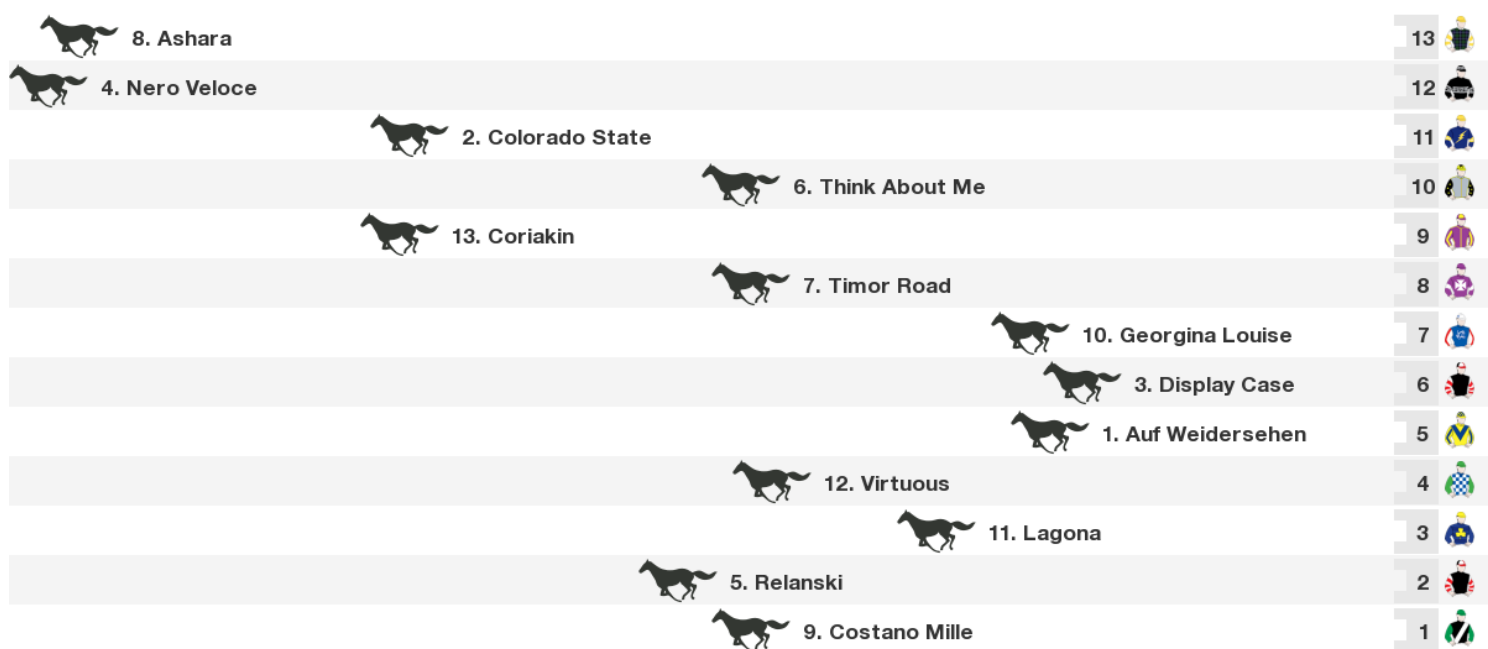 8. Ashara 13
4. Nero Veloce 12
2. Colorado State 11
6. Think About Me 10
13. Coriakin 9
7. Timor Road 8
10. Georgina Louise 7
3. Display Case 6
1. Auf Weidersehen 5
12. Virtuous 4
11. Lagona 3
5. Relanski 2
9. Costano Mille 1